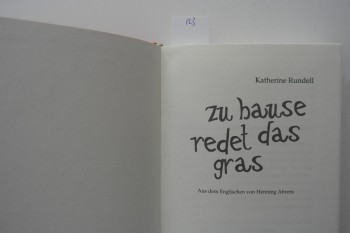 123
Katherine Rundell
zu hause
redet das
gras
Aus dem Englischen von Henning Ahrens